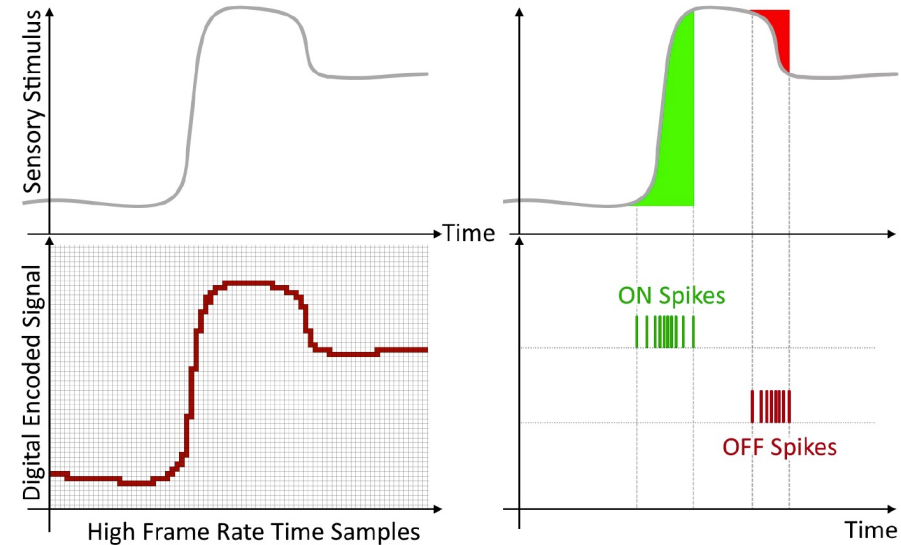 Sensory Stimulus
Time
Digital Encoded Signal
High Frame Rate Time Samples
ON Spikes
OFF Spikes
Time